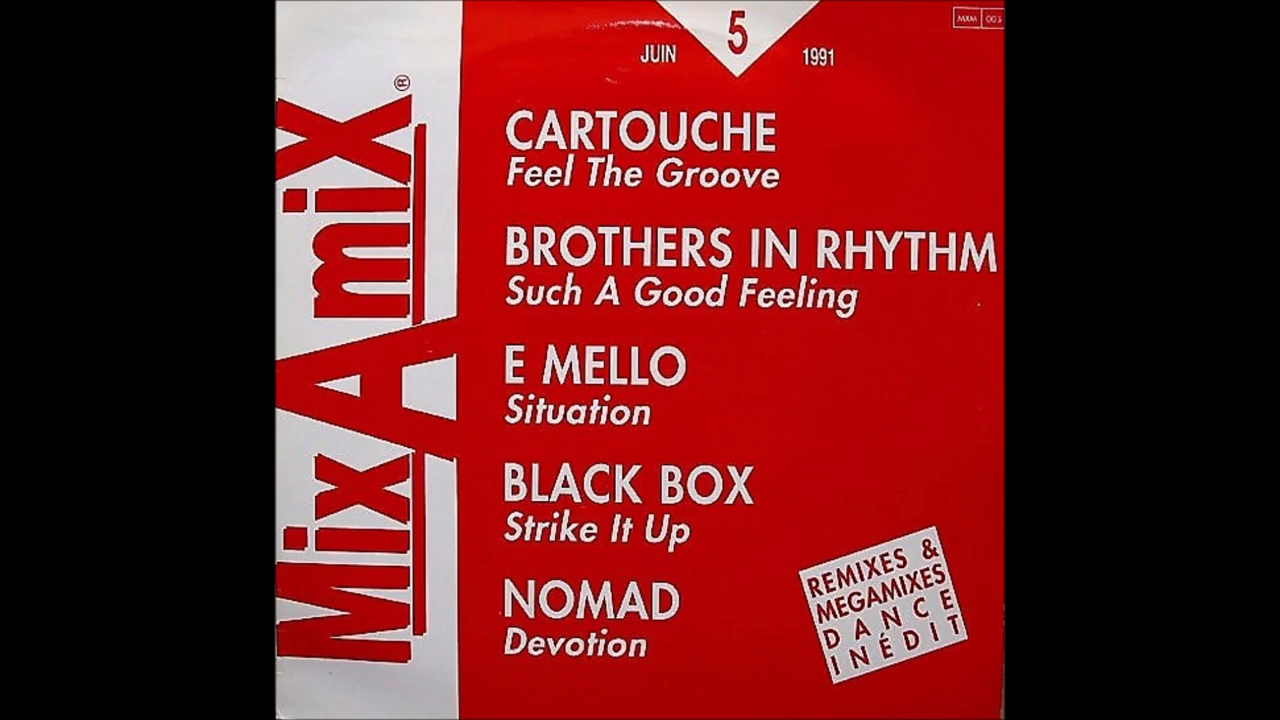 MixAmiX®
JUIN 5 1991
MXM 005
CARTOUCHE
Feel The Groove
BROTHERS IN RHYTHM
Such A Good Feeling
E MELLO
Situation
BLACK BOX
Strike It Up
NOMAD
Devotion
REMIXES &
MEGAMIXES
DANCE
INÉDIT